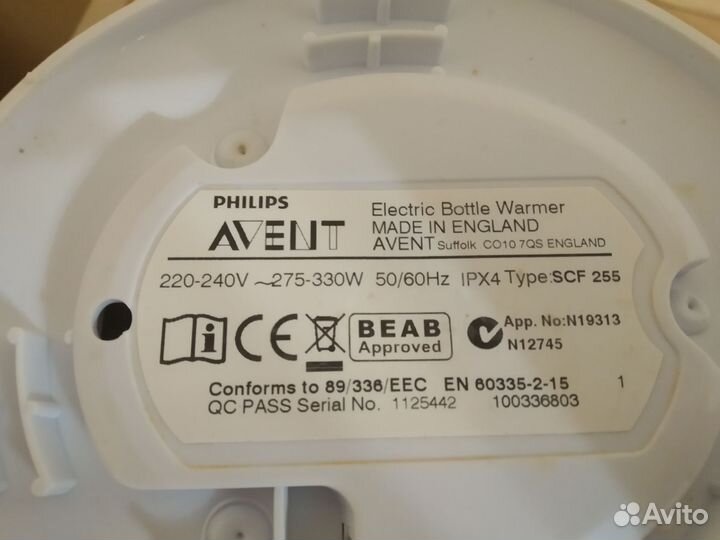 PHILIPS
AVENT
Electric Bottle Warmer
MADE IN ENGLAND
AVENT Suffolk CO10 7QS ENGLAND
220-240V ~275-330W 50/60Hz IPX4 Type:SCF 255
i CE BEAB Approved N App. No:N19313
N12745
Conforms to 89/336/EEC EN 60335-2-15 1
QC PASS Serial No. 1125442 100336803
Avito